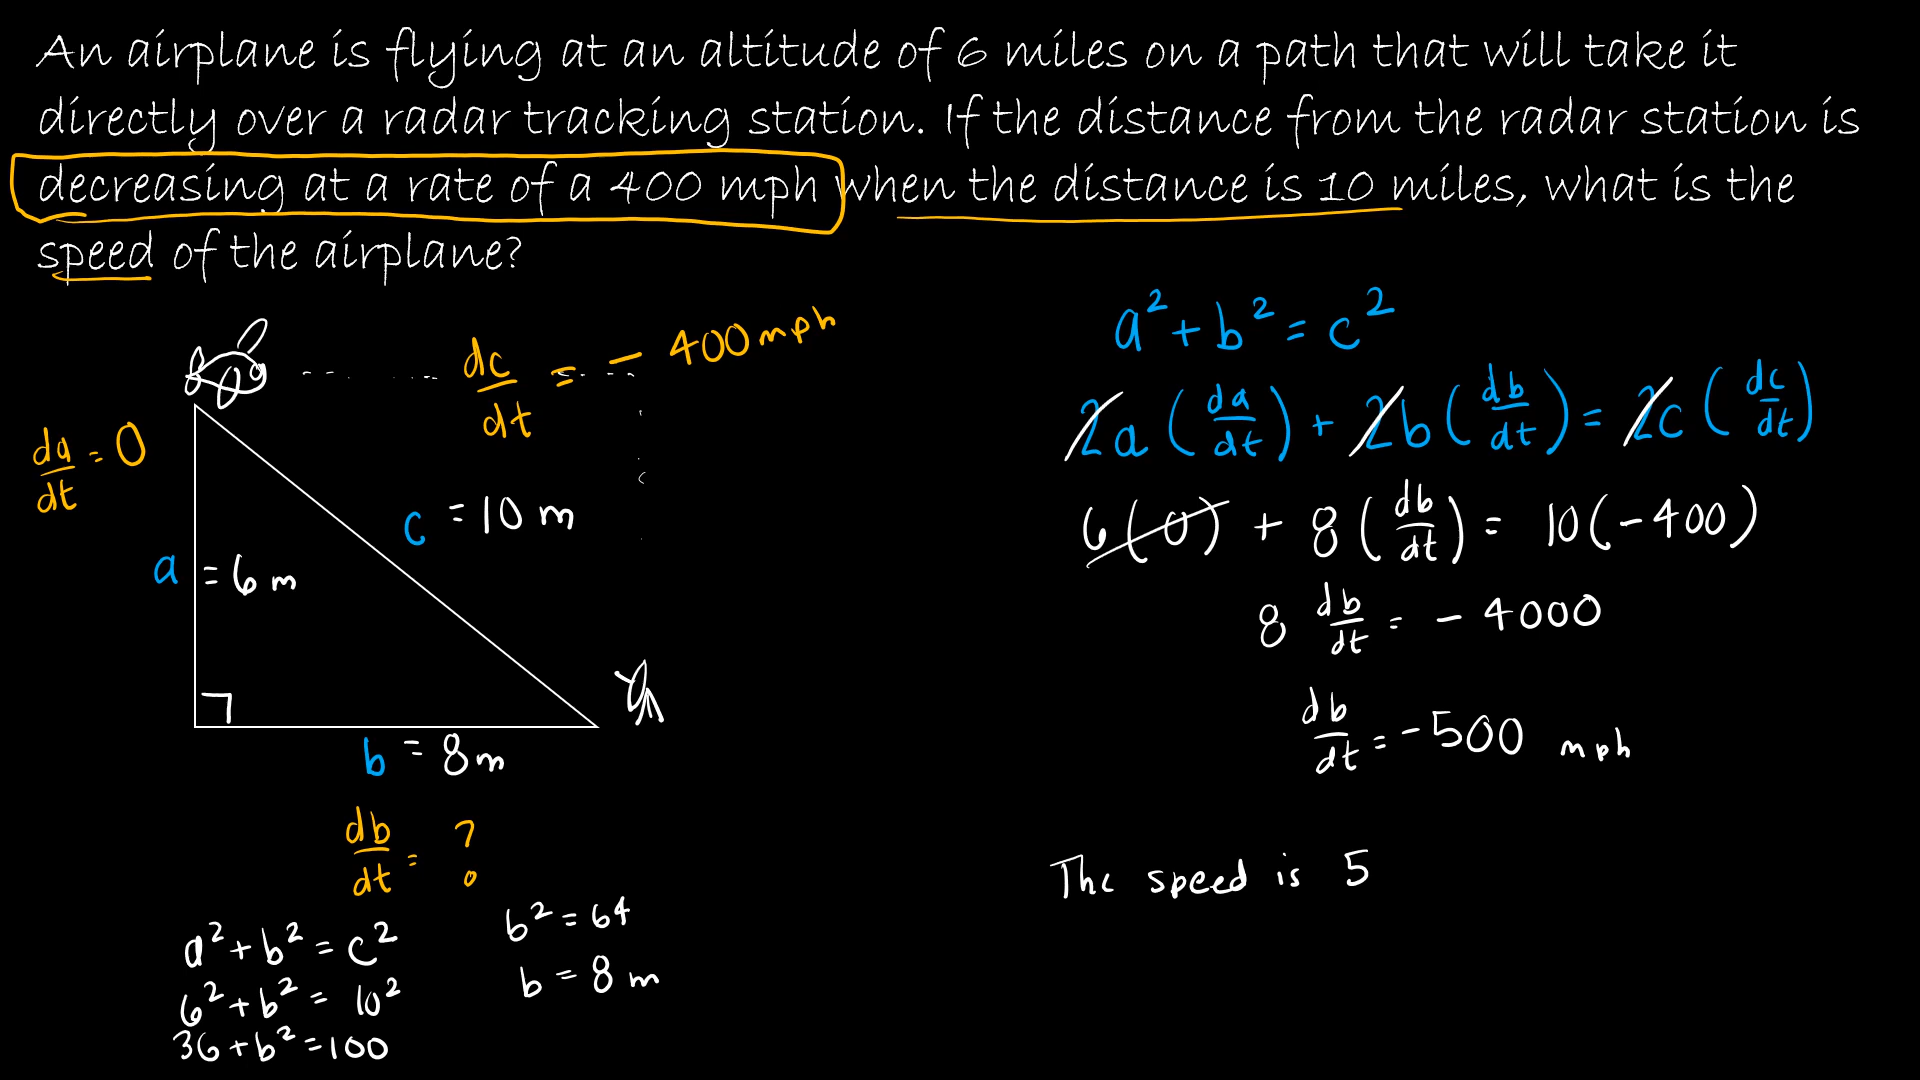 An airplane is flying at an altitude of 6 miles on a path that will take it
directly over a radar tracking station. If the distance from the radar station is
decreasing at a rate of a 400 mph when the distance is 10 miles, what is the
speed of the airplane?
da/dt = 0
dc/dt = - 400 mph
c = 10 m
a = 6 m
b = 8 m
db/dt = ?
a² + b² = c²
6² + b² = 10²
36 + b² = 100
b² = 64
b = 8 m
a² + b² = c²
2a (da/dt) + 2b (db/dt) = 2c (dc/dt)
6(0) + 8 (db/dt) = 10(-400)
8 db/dt = - 4000
db/dt = -500 mph
The speed is 5